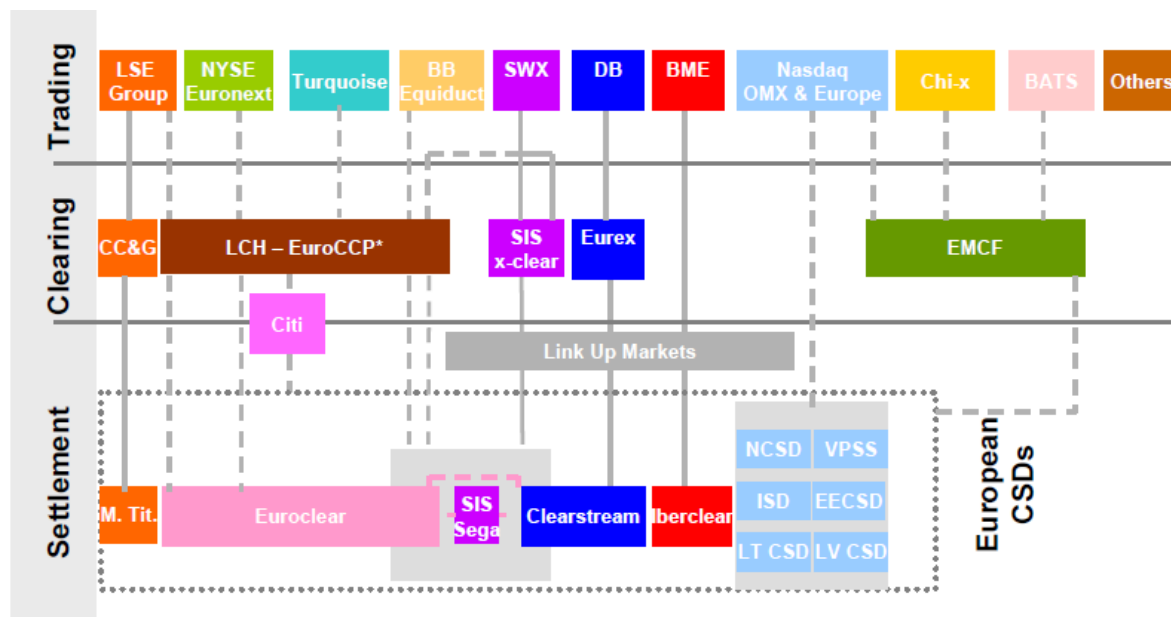 Trading
LSE
Group
NYSE
Euronext
Turquoise
BB
Equiduct
SWX
DB
BME
Nasdaq
OMX & Europe
Chi-x
BATS
Others
Clearing
CC&G
LCH – EuroCCP*
SIS
x-clear
Eurex
EMCF
Citi
Link Up Markets
Settlement
M. Tit.
Euroclear
SIS
Sega
Clearstream
Iberclear
NCSD
VPSS
ISD
EECSD
LT CSD
LV CSD
European
CSDs